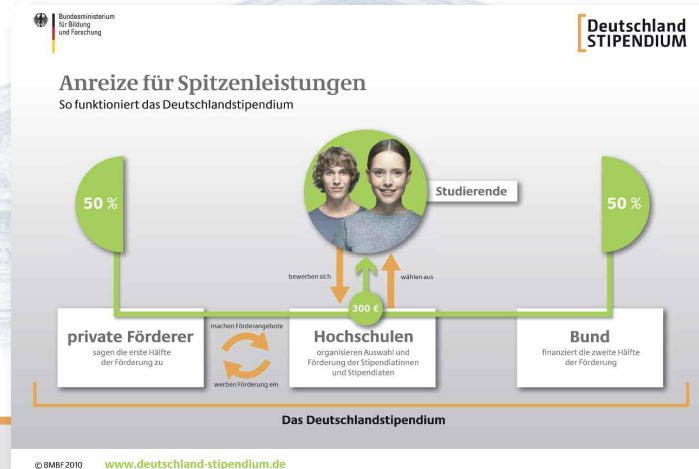 Bundesministerium
für Bildung
und Forschung
Deutschland
STIPENDIUM
Anreize für Spitzenleistungen
So funktioniert das Deutschlandstipendium
50 %
Studierende
50 %
bewerben sich
wählen aus
300 €
private Förderer
sagen die erste Hälfte
der Förderung zu
machen Förderangebote
werben Förderung ein
Hochschulen
organisieren Auswahl und
Förderung der Stipendiatinnen
und Stipendiaten
Bund
finanziert die zweite Hälfte
der Förderung
Das Deutschlandstipendium
© BMBF 2010
www.deutschland-stipendium.de